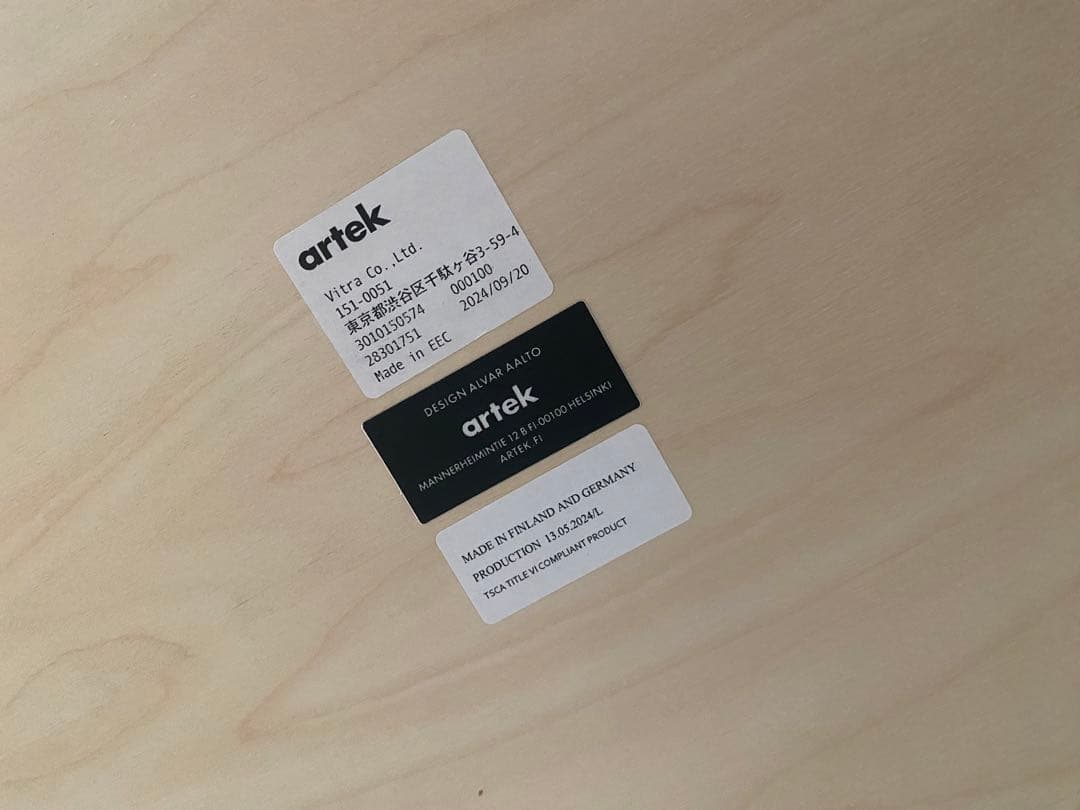 artek
Vitra Co.,Ltd.
151-0051
東京都渋谷区千駄ヶ谷3-59-4
3010150574 000100
28301751 2024/09/20
Made in EEC
DESIGN ALVAR AALTO
artek
MANNERHEIMINTIE 12 B FI-00100 HELSINKI
ARTEK.FI
MADE IN FINLAND AND GERMANY
PRODUCTION 13.05.2024/L
TSCA TITLE VI COMPLIANT PRODUCT